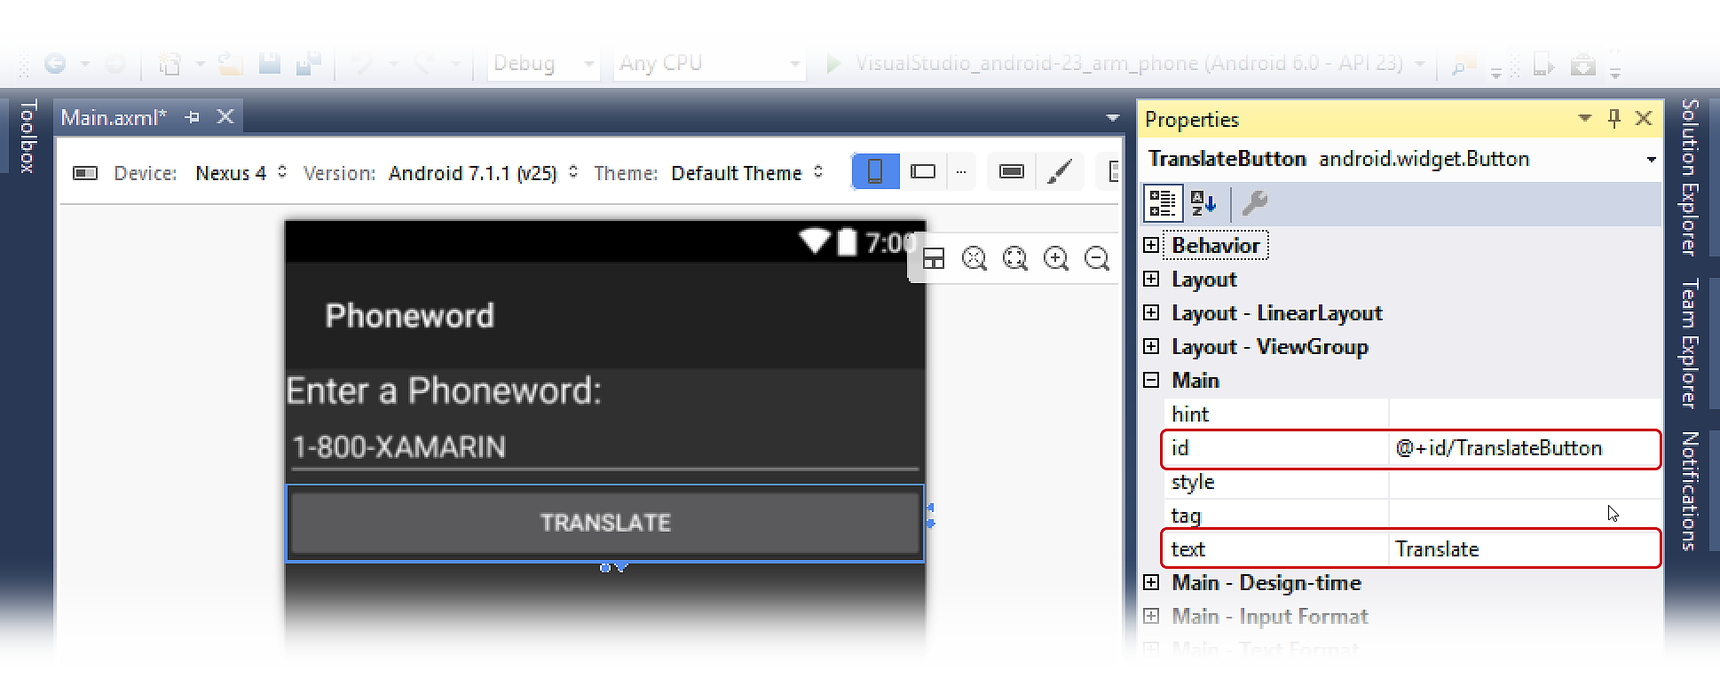 Debug Any CPU VisualStudio_android-23_arm_phone (Android 6.0 - API 23)
Toolbox
Main.axml*
Device: Nexus 4 Version: Android 7.1.1 (v25) Theme: Default Theme ...
7:00
Phoneword
Enter a Phoneword:
1-800-XAMARIN
TRANSLATE
Properties
TranslateButton android.widget.Button
A
Z
Behavior
Layout
Layout - LinearLayout
Layout - ViewGroup
Main
hint
id @+id/TranslateButton
style
tag
text Translate
Main - Design-time
Main - Input Format
Main - Text Format
Solution Explorer
Team Explorer
Notifications